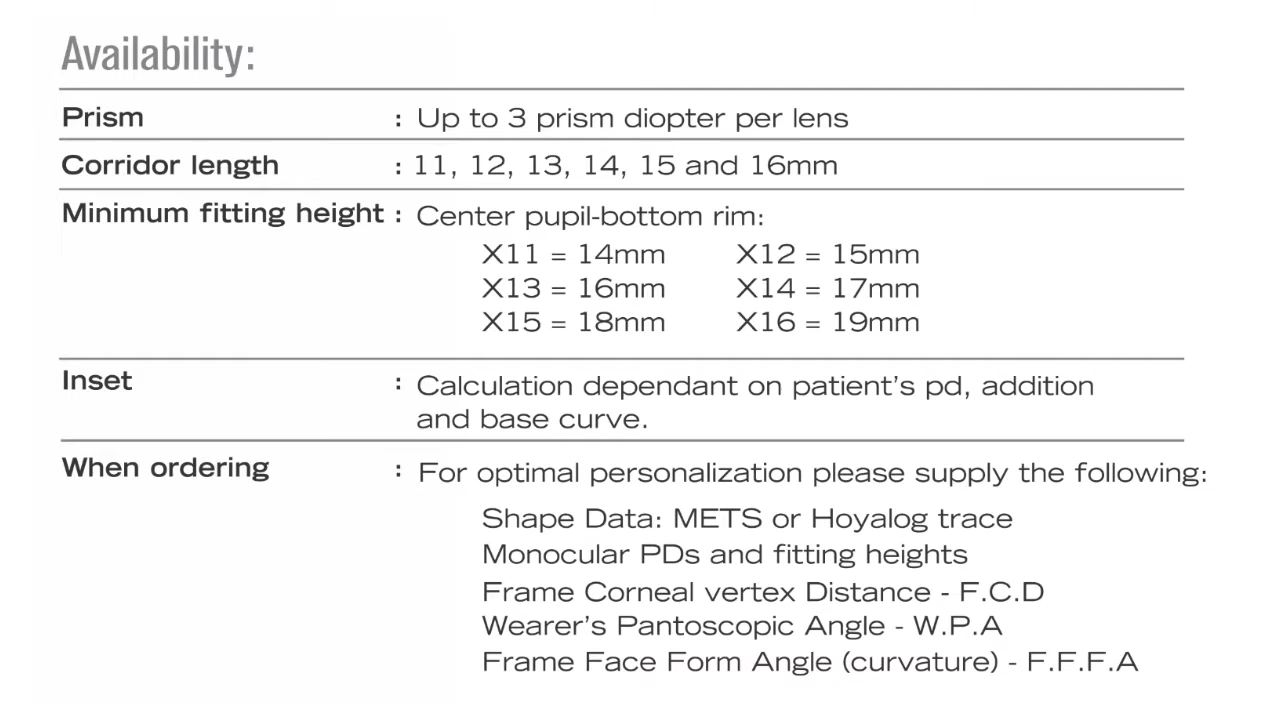 Availability:
Prism : Up to 3 prism diopter per lens
Corridor length : 11, 12, 13, 14, 15 and 16mm
Minimum fitting height : Center pupil-bottom rim:
X11 = 14mm X12 = 15mm
X13 = 16mm X14 = 17mm
X15 = 18mm X16 = 19mm
Inset : Calculation dependant on patient's pd, addition
and base curve.
When ordering : For optimal personalization please supply the following:
Shape Data: METS or Hoyalog trace
Monocular PDs and fitting heights
Frame Corneal vertex Distance - F.C.D
Wearer's Pantoscopic Angle - W.P.A
Frame Face Form Angle (curvature) - F.F.F.A